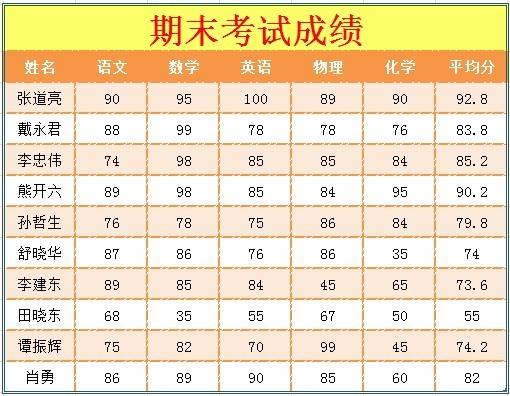 期末考试成绩
姓名 语文 数学 英语 物理 化学 平均分
张道亮 90 95 100 89 90 92.8
戴永君 88 99 78 78 76 83.8
李忠伟 74 98 85 85 84 85.2
熊开六 89 98 85 84 95 90.2
孙哲生 76 78 75 86 84 79.8
舒晓华 87 86 76 86 35 74
李建东 89 85 84 45 65 73.6
田晓东 68 35 55 67 50 55
谭振辉 75 82 70 99 45 74.2
肖勇 86 89 90 85 60 82